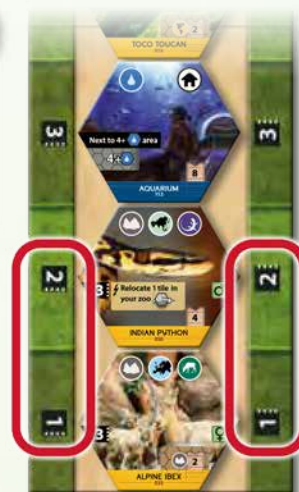 2
TOCO TOUCAN
3
3
Next to 4+ area
4+
8
AQUARIUM
2
2
3
Relocate 1 tile in
your zoo
C
4
INDIAN PYTHON
1
1
3
C
2
ALPINE IBEX